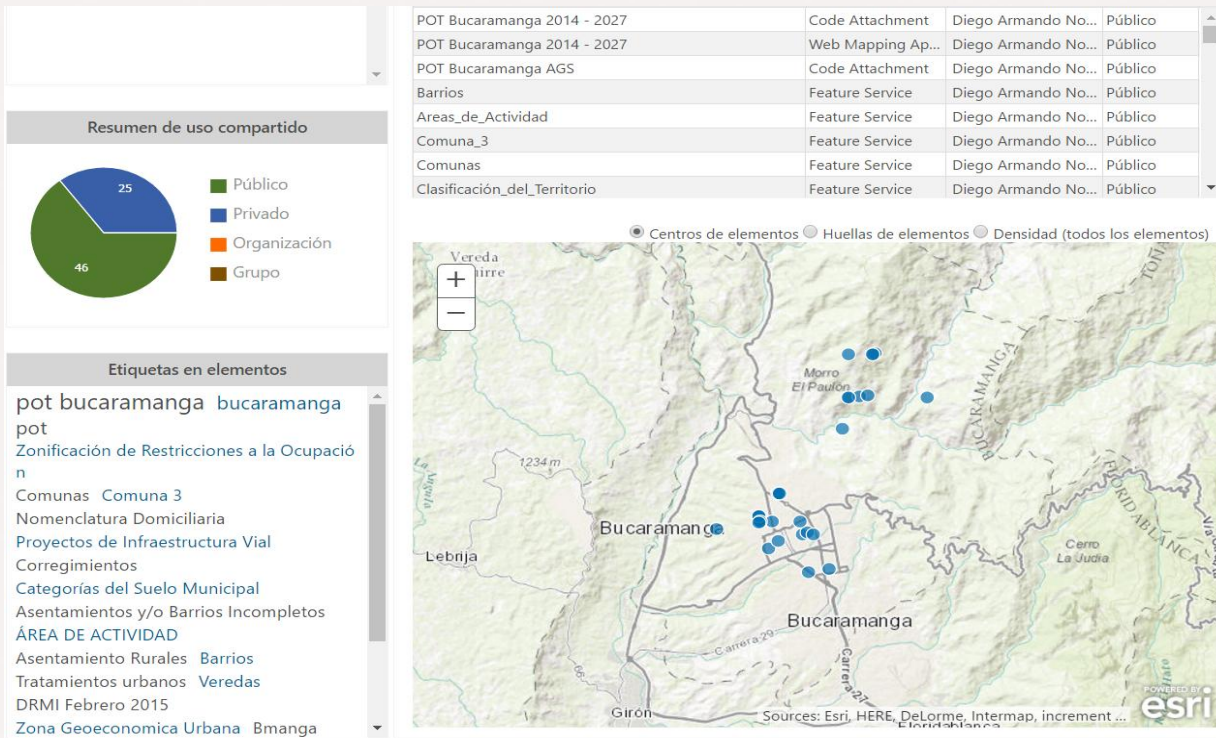 Resumen de uso compartido
25
46
Público
Privado
Organización
Grupo
Etiquetas en elementos
pot bucaramanga bucaramanga
pot
Zonificación de Restricciones a la Ocupació
n
Comunas Comuna 3
Nomenclatura Domiciliaria
Proyectos de Infraestructura Vial
Corregimientos
Categorías del Suelo Municipal
Asentamientos y/o Barrios Incompletos
ÁREA DE ACTIVIDAD
Asentamiento Rurales Barrios
Tratamientos urbanos Veredas
DRMI Febrero 2015
Zona Geoeconomica Urbana Bmanga
POT Bucaramanga 2014 - 2027 Code Attachment Diego Armando No... Público
POT Bucaramanga 2014 - 2027 Web Mapping Ap... Diego Armando No... Público
POT Bucaramanga AGS Code Attachment Diego Armando No... Público
Barrios Feature Service Diego Armando No... Público
Areas_de_Actividad Feature Service Diego Armando No... Público
Comuna_3 Feature Service Diego Armando No... Público
Comunas Feature Service Diego Armando No... Público
Clasificación_del_Territorio Feature Service Diego Armando No... Público
Centros de elementos Huellas de elementos Densidad (todos los elementos)
Vereda
+
−
Morro
El Paulón
BUCARAMANGA
1234 m
La Angula
FLORIDABLANCA
Bucaramanga
Lebrija
Cerro
La Judia
Bucaramanga
Carrera 29
Carrera 27
Girón
Sources: Esri, HERE, DeLorme, Intermap, increment ...
Floridablanca
POWERED BY
esri